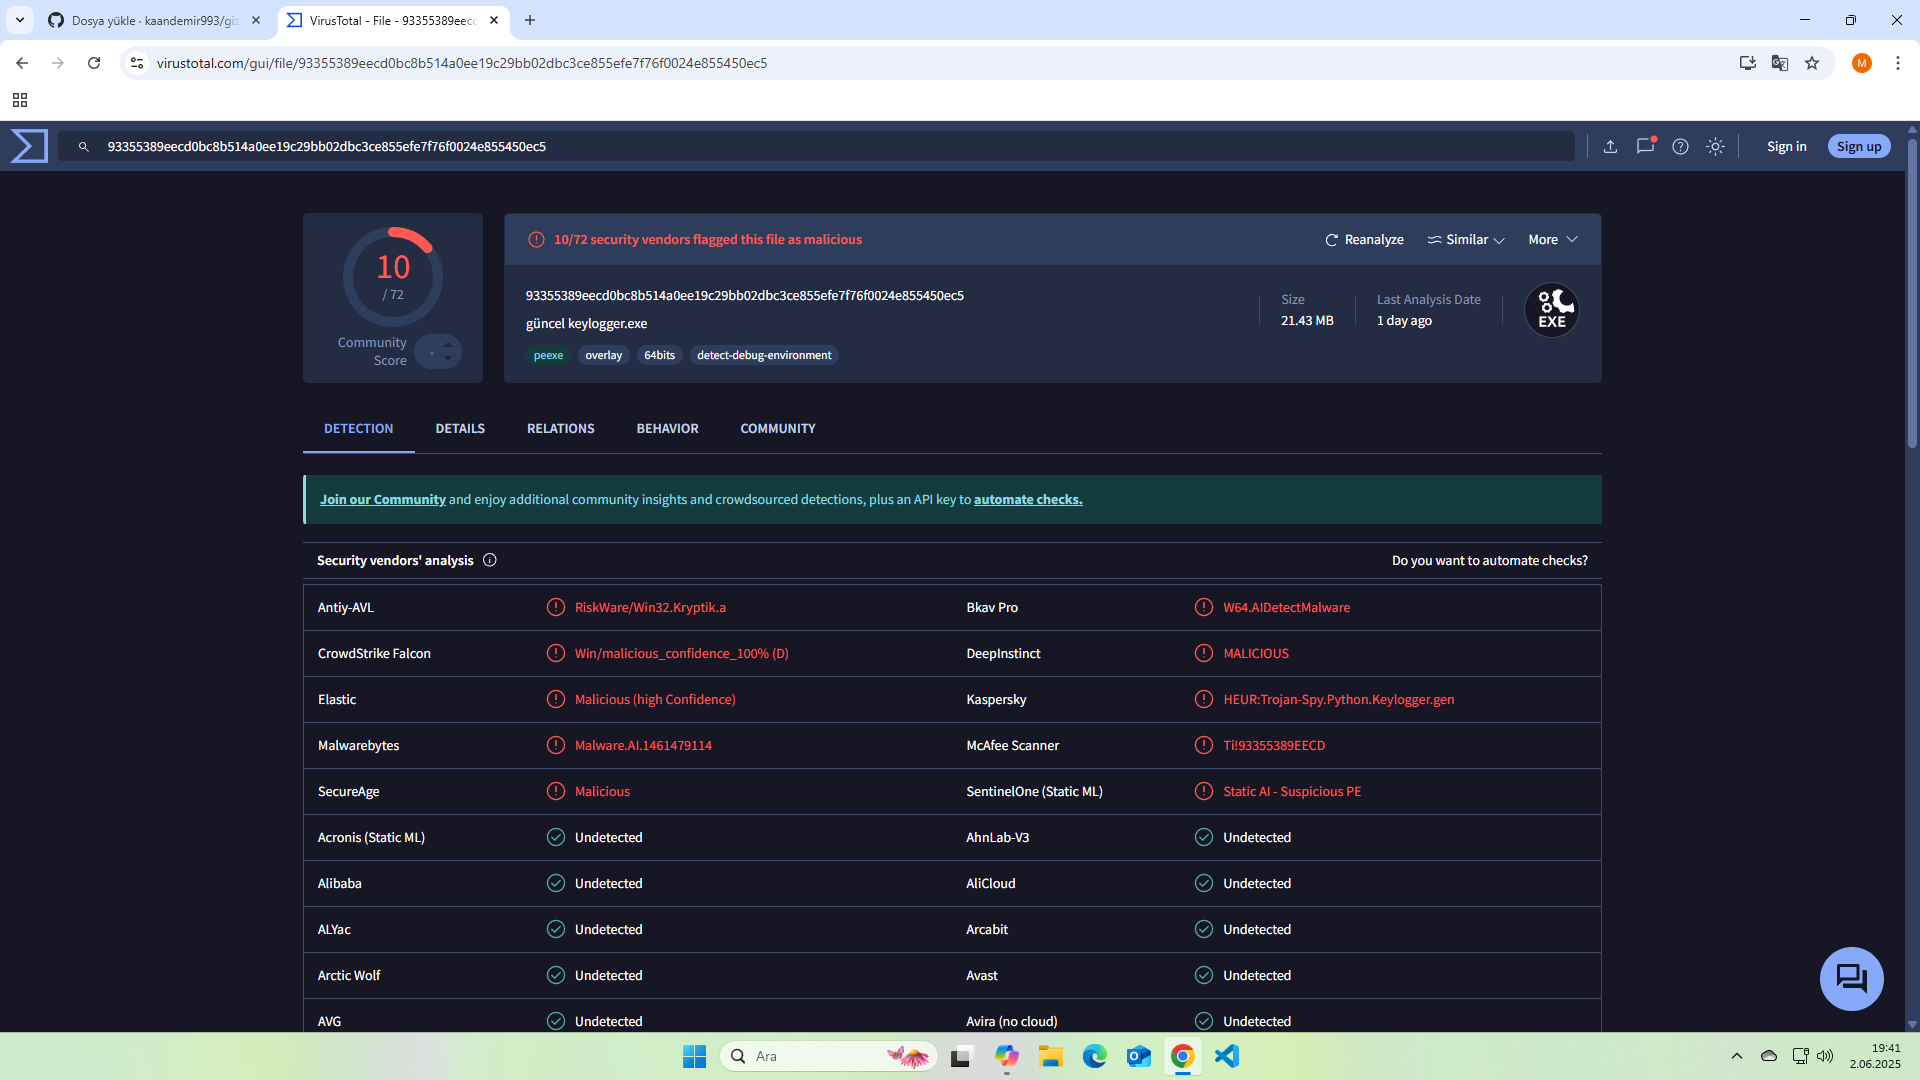 Dosya yükle · kaandemir993/giz
VirusTotal - File - 93355389eecd
virustotal.com/gui/file/93355389eecd0bc8b514a0ee19c29bb02dbc3ce855efe7f76f0024e855450ec5
M
93355389eecd0bc8b514a0ee19c29bb02dbc3ce855efe7f76f0024e855450ec5
Sign in
Sign up
10
/ 72
Community
Score
10/72 security vendors flagged this file as malicious
Reanalyze
Similar
More
93355389eecd0bc8b514a0ee19c29bb02dbc3ce855efe7f76f0024e855450ec5
güncel keylogger.exe
peexe
overlay
64bits
detect-debug-environment
Size
21.43 MB
Last Analysis Date
1 day ago
EXE
DETECTION
DETAILS
RELATIONS
BEHAVIOR
COMMUNITY
Join our Community and enjoy additional community insights and crowdsourced detections, plus an API key to automate checks.
Security vendors' analysis
Do you want to automate checks?
Antiy-AVL
RiskWare/Win32.Kryptik.a
Bkav Pro
W64.AIDetectMalware
CrowdStrike Falcon
Win/malicious_confidence_100% (D)
DeepInstinct
MALICIOUS
Elastic
Malicious (high Confidence)
Kaspersky
HEUR:Trojan-Spy.Python.Keylogger.gen
Malwarebytes
Malware.AI.1461479114
McAfee Scanner
Ti!93355389EECD
SecureAge
Malicious
SentinelOne (Static ML)
Static AI - Suspicious PE
Acronis (Static ML)
Undetected
AhnLab-V3
Undetected
Alibaba
Undetected
AliCloud
Undetected
ALYac
Undetected
Arcabit
Undetected
Arctic Wolf
Undetected
Avast
Undetected
AVG
Undetected
Avira (no cloud)
Undetected
Ara
19:41
2.06.2025